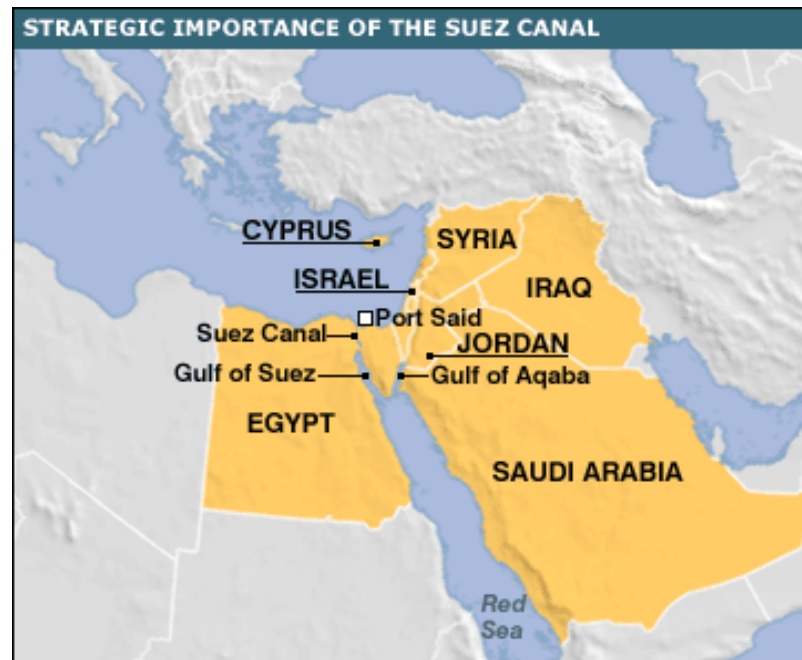 STRATEGIC IMPORTANCE OF THE SUEZ CANAL
CYPRUS
SYRIA
ISRAEL
IRAQ
Port Said
Suez Canal
JORDAN
Gulf of Suez
Gulf of Aqaba
EGYPT
SAUDI ARABIA
Red
Sea